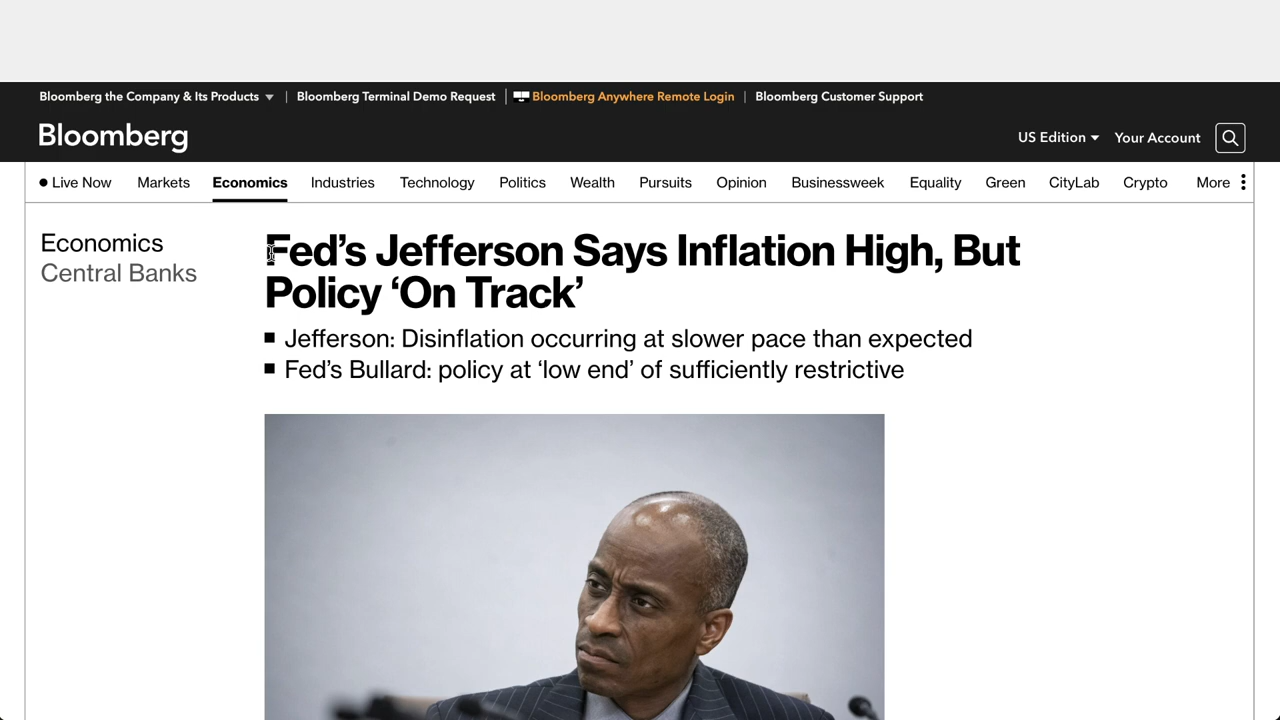 Bloomberg the Company & Its Products | Bloomberg Terminal Demo Request | Bloomberg Anywhere Remote Login | Bloomberg Customer Support
Bloomberg
US Edition Your Account
Live Now Markets Economics Industries Technology Politics Wealth Pursuits Opinion Businessweek Equality Green CityLab Crypto More
Economics
Central Banks
Fed’s Jefferson Says Inflation High, But
Policy ‘On Track’
Jefferson: Disinflation occurring at slower pace than expected
Fed’s Bullard: policy at ‘low end’ of sufficiently restrictive